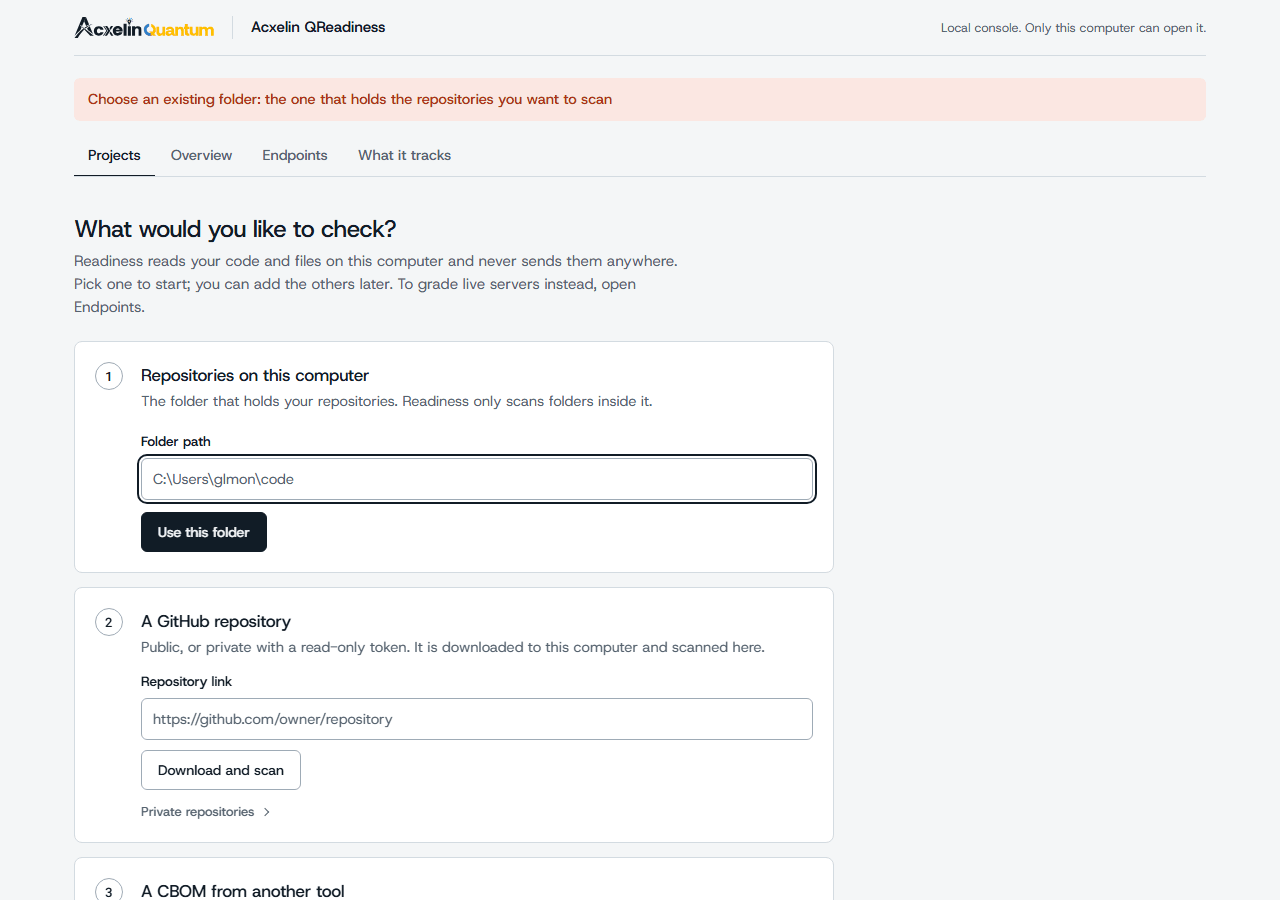 Acxelin Quantum
Acxelin QReadiness
Local console. Only this computer can open it.
Choose an existing folder: the one that holds the repositories you want to scan
Projects
Overview
Endpoints
What it tracks
What would you like to check?
Readiness reads your code and files on this computer and never sends them anywhere.
Pick one to start; you can add the others later. To grade live servers instead, open
Endpoints.
1
Repositories on this computer
The folder that holds your repositories. Readiness only scans folders inside it.
Folder path
C:\Users\glmon\code
Use this folder
2
A GitHub repository
Public, or private with a read-only token. It is downloaded to this computer and scanned here.
Repository link
https://github.com/owner/repository
Download and scan
Private repositories
3
A CBOM from another tool